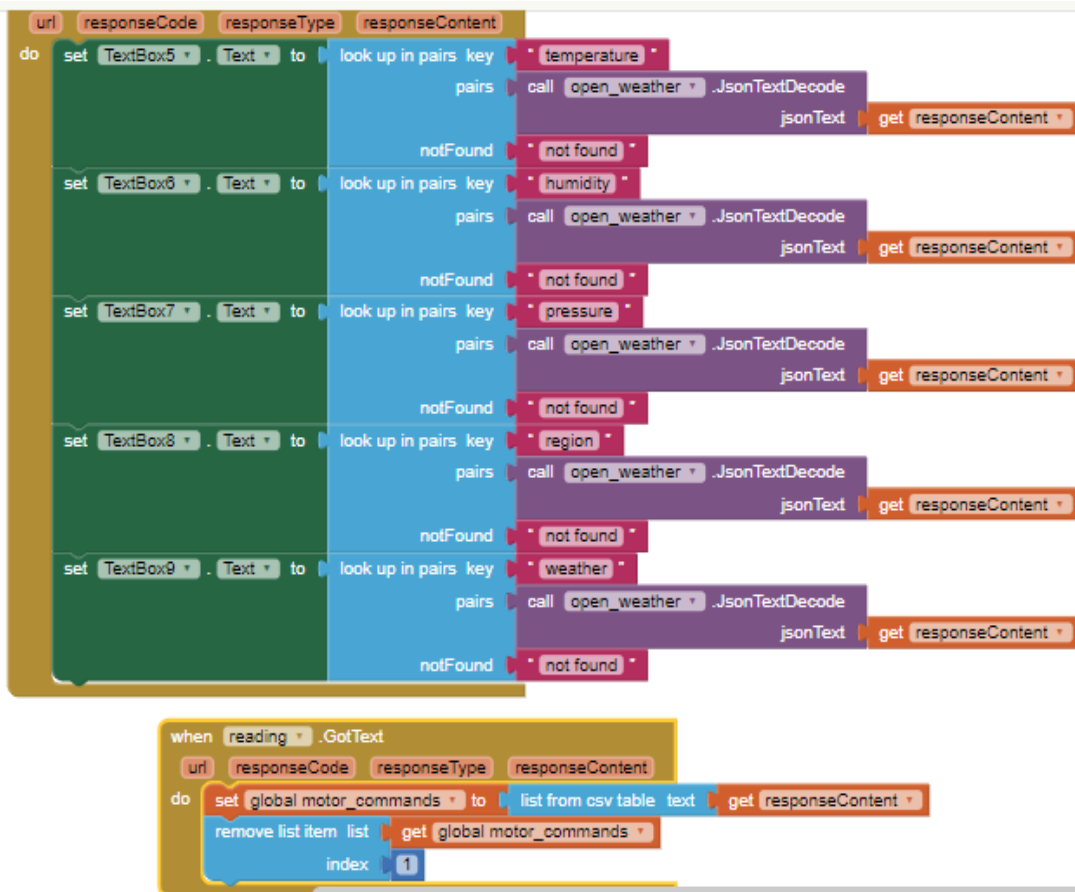 url responseCode responseType responseContent
do set TextBox5 . Text to look up in pairs key " temperature "
pairs call open_weather .JsonTextDecode
jsonText get responseContent
notFound " not found "
set TextBox6 . Text to look up in pairs key " humidity "
pairs call open_weather .JsonTextDecode
jsonText get responseContent
notFound " not found "
set TextBox7 . Text to look up in pairs key " pressure "
pairs call open_weather .JsonTextDecode
jsonText get responseContent
notFound " not found "
set TextBox8 . Text to look up in pairs key " region "
pairs call open_weather .JsonTextDecode
jsonText get responseContent
notFound " not found "
set TextBox9 . Text to look up in pairs key " weather "
pairs call open_weather .JsonTextDecode
jsonText get responseContent
notFound " not found "
when reading .GotText
url responseCode responseType responseContent
do set global motor_commands to list from csv table text get responseContent
remove list item list get global motor_commands
index 1